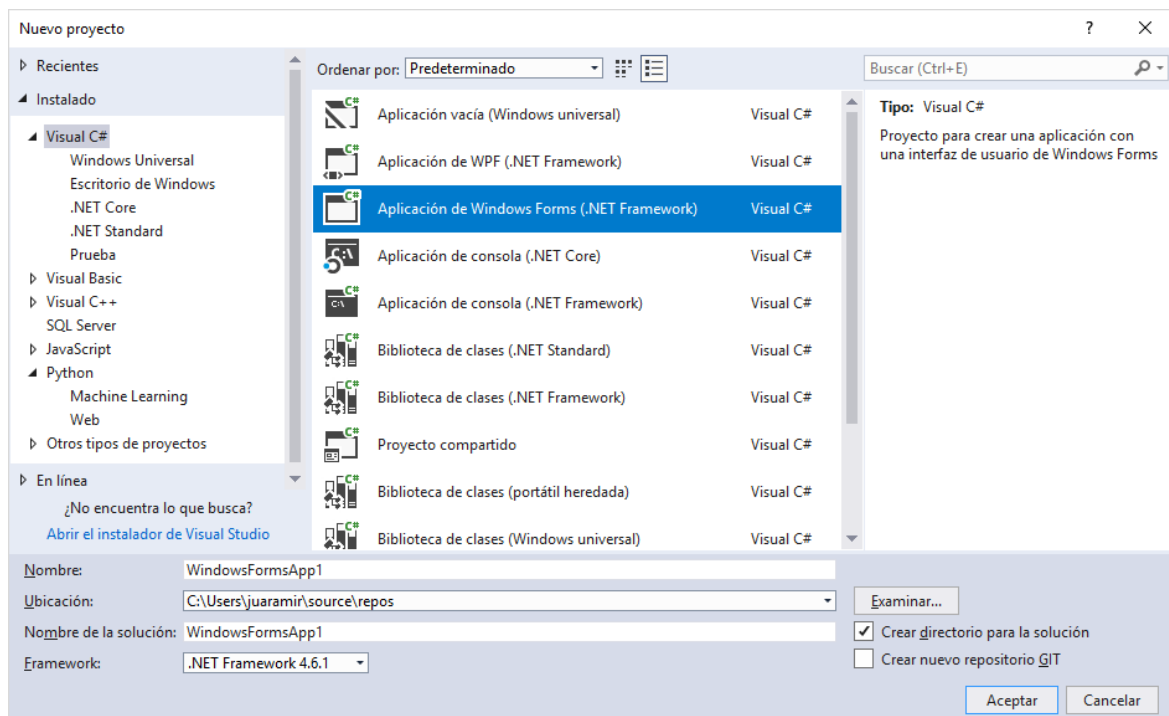 Nuevo proyecto
?
Recientes
Instalado
Visual C#
Windows Universal
Escritorio de Windows
.NET Core
.NET Standard
Prueba
Visual Basic
Visual C++
SQL Server
JavaScript
Python
Machine Learning
Web
Otros tipos de proyectos
En línea
¿No encuentra lo que busca?
Abrir el instalador de Visual Studio
Ordenar por: Predeterminado
C# Aplicación vacía (Windows universal) Visual C#
C# Aplicación de WPF (.NET Framework) Visual C#
C# Aplicación de Windows Forms (.NET Framework) Visual C#
C:\ Aplicación de consola (.NET Core) Visual C#
C# C:\ Aplicación de consola (.NET Framework) Visual C#
C# Biblioteca de clases (.NET Standard) Visual C#
C# Biblioteca de clases (.NET Framework) Visual C#
C# Proyecto compartido Visual C#
C# Biblioteca de clases (portátil heredada) Visual C#
C# Biblioteca de clases (Windows universal) Visual C#
Buscar (Ctrl+E)
Tipo: Visual C#
Proyecto para crear una aplicación con
una interfaz de usuario de Windows Forms
Nombre: WindowsFormsApp1
Ubicación: C:\Users\juaramir\source\repos
Examinar...
Nombre de la solución: WindowsFormsApp1
Crear directorio para la solución
Framework: .NET Framework 4.6.1
Crear nuevo repositorio GIT
Aceptar
Cancelar